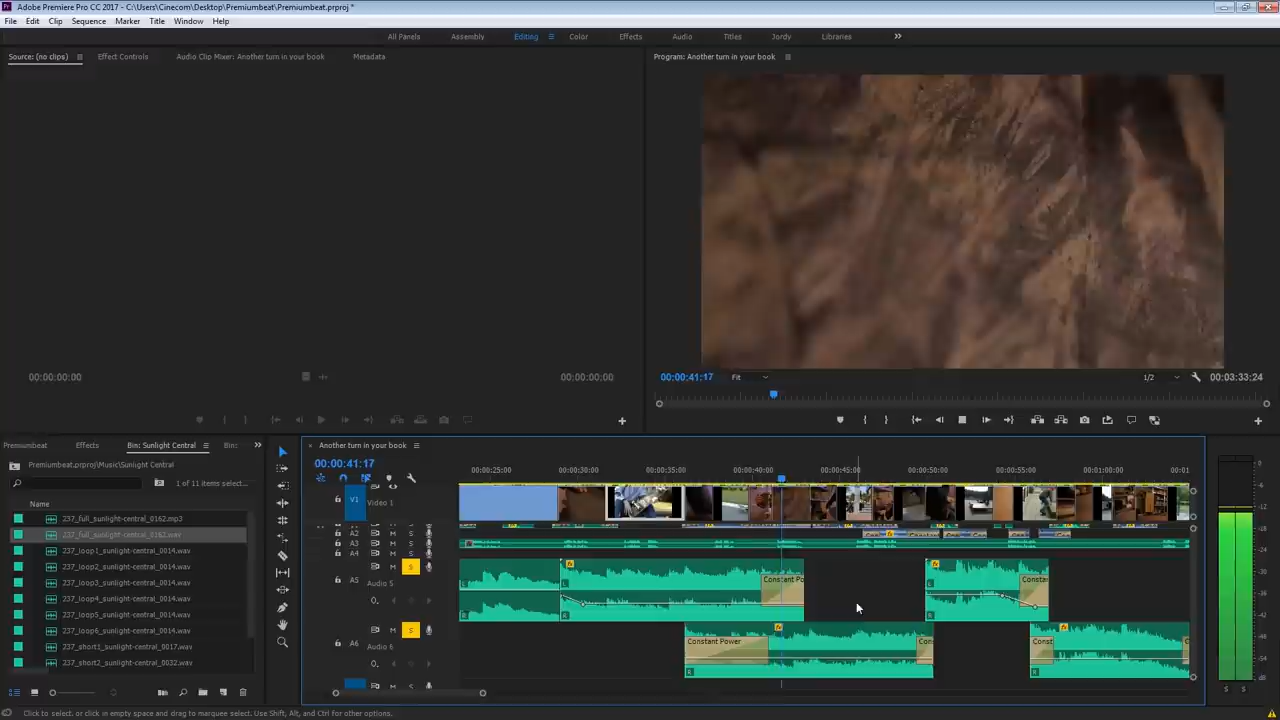 Adobe Premiere Pro CC 2017 - C:\Users\Cinecom\Desktop\Premiumbeat\Premiumbeat.prproj *
File Edit Clip Sequence Marker Title Window Help
All Panels Assembly Editing Color Effects Audio Titles Jordy Libraries
Source: (no clips) Effect Controls Audio Clip Mixer: Another turn in your book Metadata
Program: Another turn in your book
00:00:00:00 00:00:00:00
00:00:41:17 Fit 1/2 00:03:33:24
Premiumbeat Effects Bin: Sunlight Central Bin:
Premiumbeat.prproj\Music\Sunlight Central
1 of 11 items select...
Name
237_full_sunlight-central_0162.mp3
237_full_sunlight-central_0162.wav
237_loop1_sunlight-central_0014.wav
237_loop2_sunlight-central_0014.wav
237_loop3_sunlight-central_0014.wav
237_loop4_sunlight-central_0014.wav
237_loop5_sunlight-central_0014.wav
237_loop6_sunlight-central_0014.wav
237_short1_sunlight-central_0017.wav
237_short2_sunlight-central_0032.wav
Another turn in your book
00:00:41:17
00:00:25:00 00:00:30:00 00:00:35:00 00:00:40:00 00:00:45:00 00:00:50:00 00:00:55:00 00:01:00:00 00:01
V1 Video 1
A2 M S
A3 M S
A4 M S
M S
A5 Audio 5
Constant Po
Constan
M S
A6 Audio 6
Constant Power
Con
Const
S S
Click to select, or click in empty space and drag to marquee select. Use Shift, Alt, and Ctrl for other options.